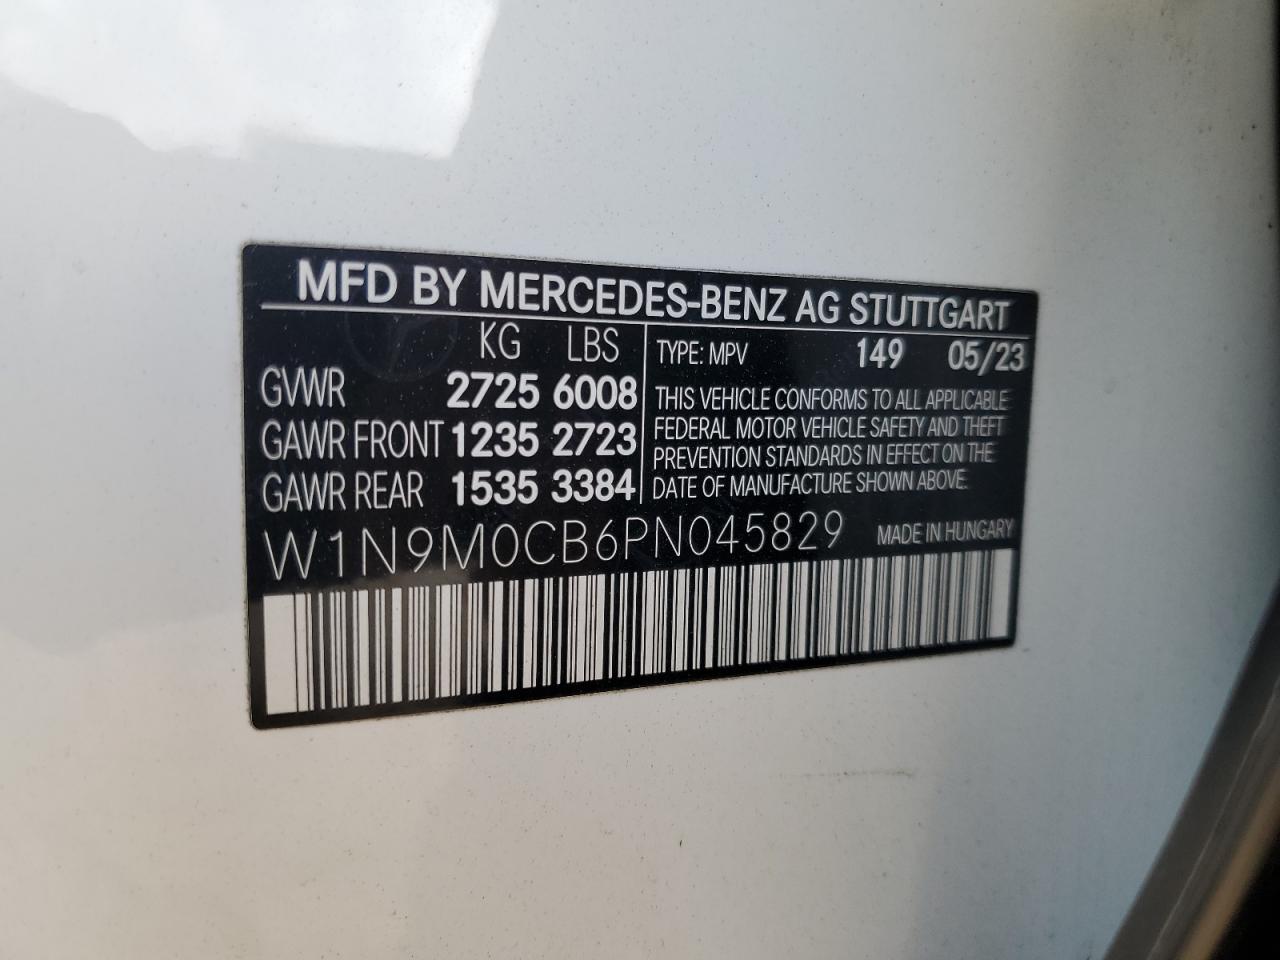 MFD BY MERCEDES-BENZ AG STUTTGART
KG LBS
GVWR 2725 6008
GAWR FRONT 1235 2723
GAWR REAR 1535 3384
TYPE: MPV 149 05/23
THIS VEHICLE CONFORMS TO ALL APPLICABLE
FEDERAL MOTOR VEHICLE SAFETY AND THEFT
PREVENTION STANDARDS IN EFFECT ON THE
DATE OF MANUFACTURE SHOWN ABOVE.
W1N9M0CB6PN045829 MADE IN HUNGARY